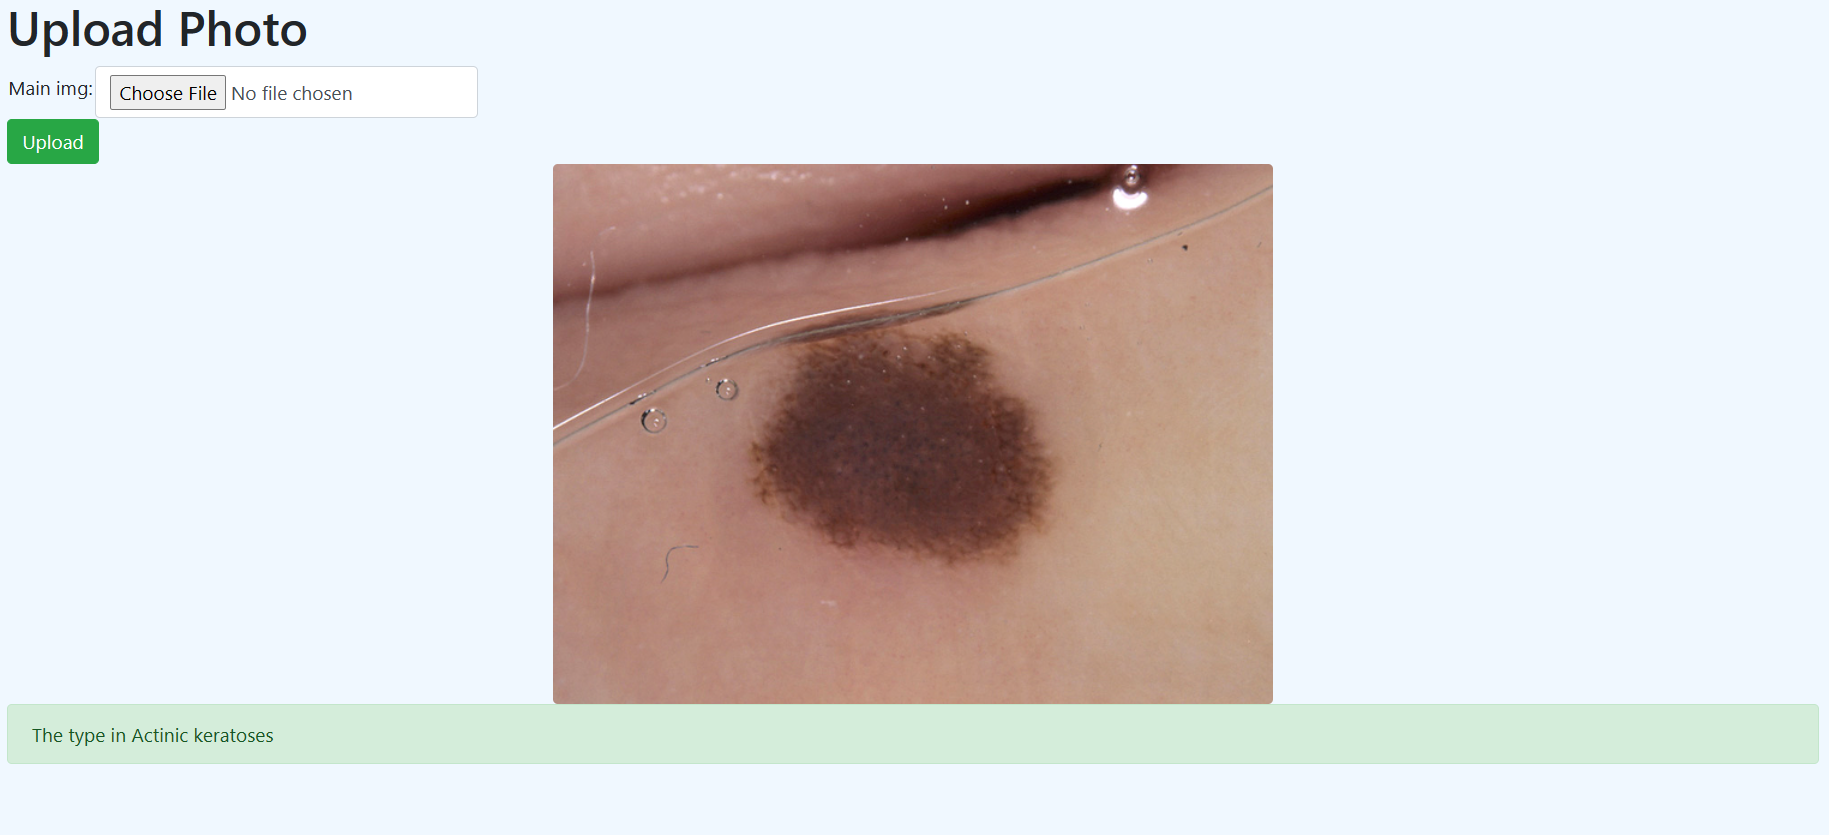 Upload Photo
Main img: Choose File No file chosen
Upload
The type in Actinic keratoses